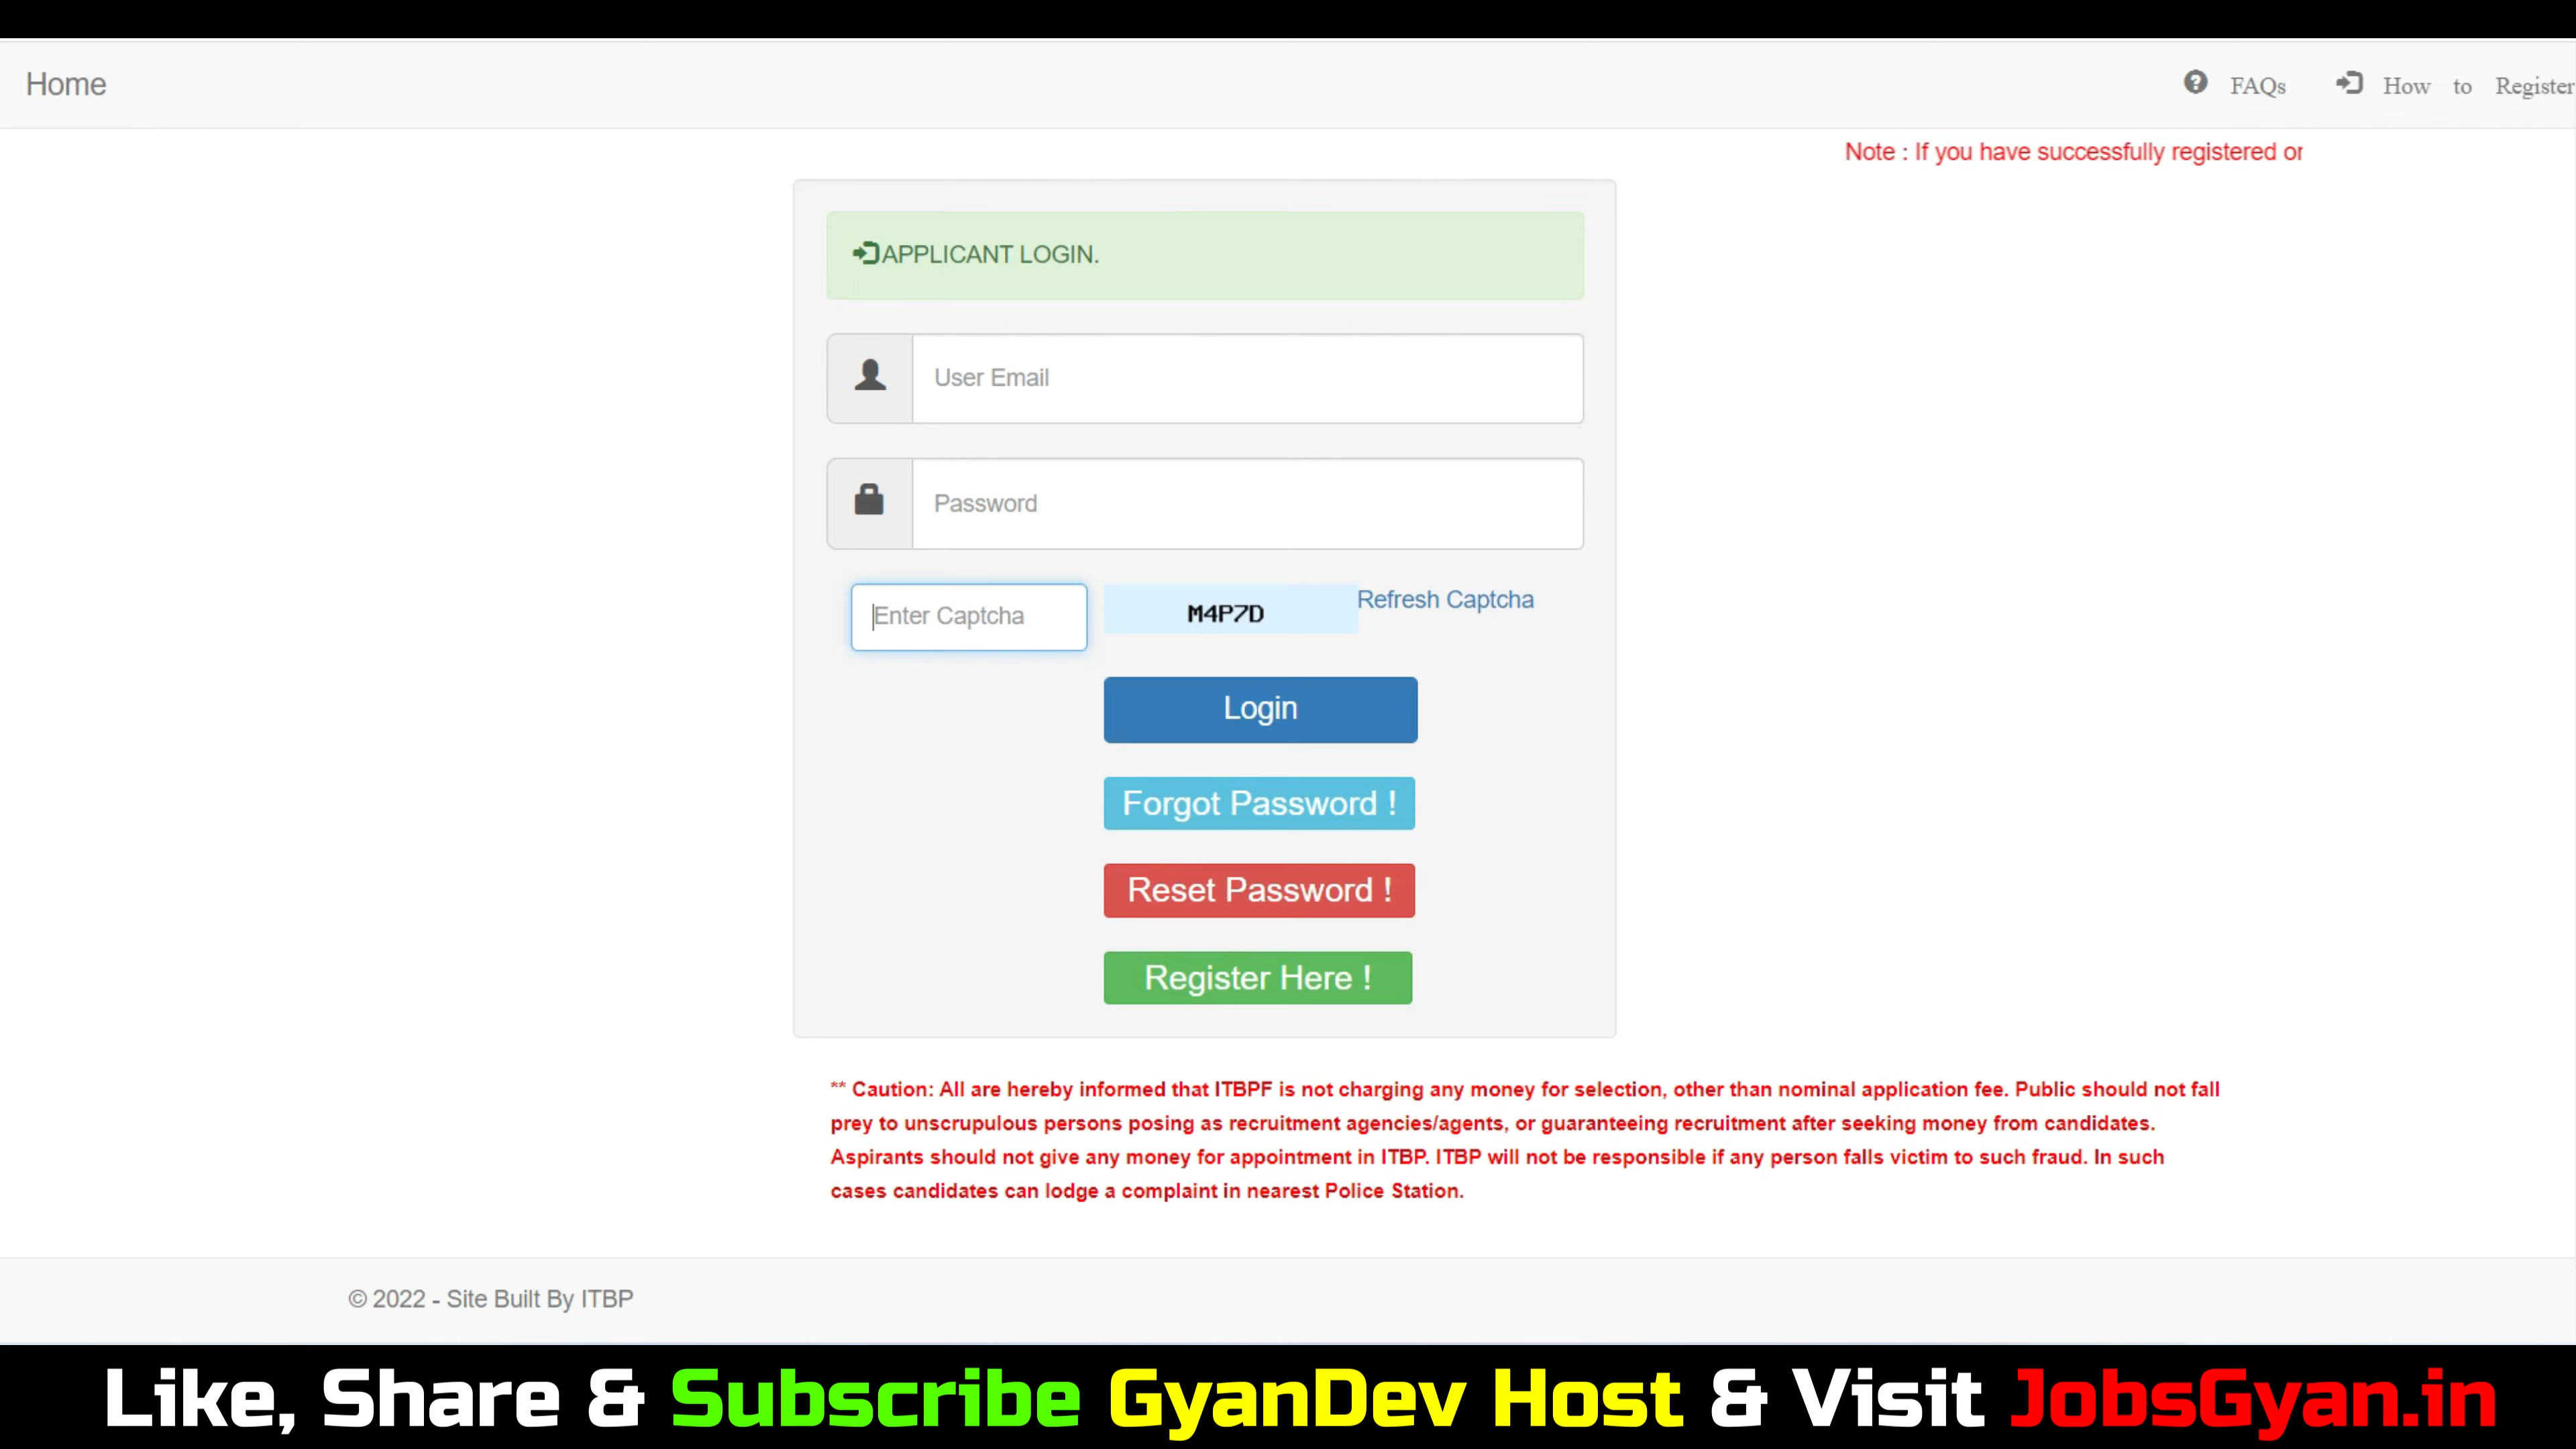 Home
FAQs
How to Register
Note : If you have successfully registered or
APPLICANT LOGIN.
User Email
Password
Enter Captcha
M4P7D
Refresh Captcha
Login
Forgot Password !
Reset Password !
Register Here !
** Caution: All are hereby informed that ITBPF is not charging any money for selection, other than nominal application fee. Public should not fall
prey to unscrupulous persons posing as recruitment agencies/agents, or guaranteeing recruitment after seeking money from candidates.
Aspirants should not give any money for appointment in ITBP. ITBP will not be responsible if any person falls victim to such fraud. In such
cases candidates can lodge a complaint in nearest Police Station.
© 2022 - Site Built By ITBP
Like, Share & Subscribe GyanDev Host & Visit JobsGyan.in